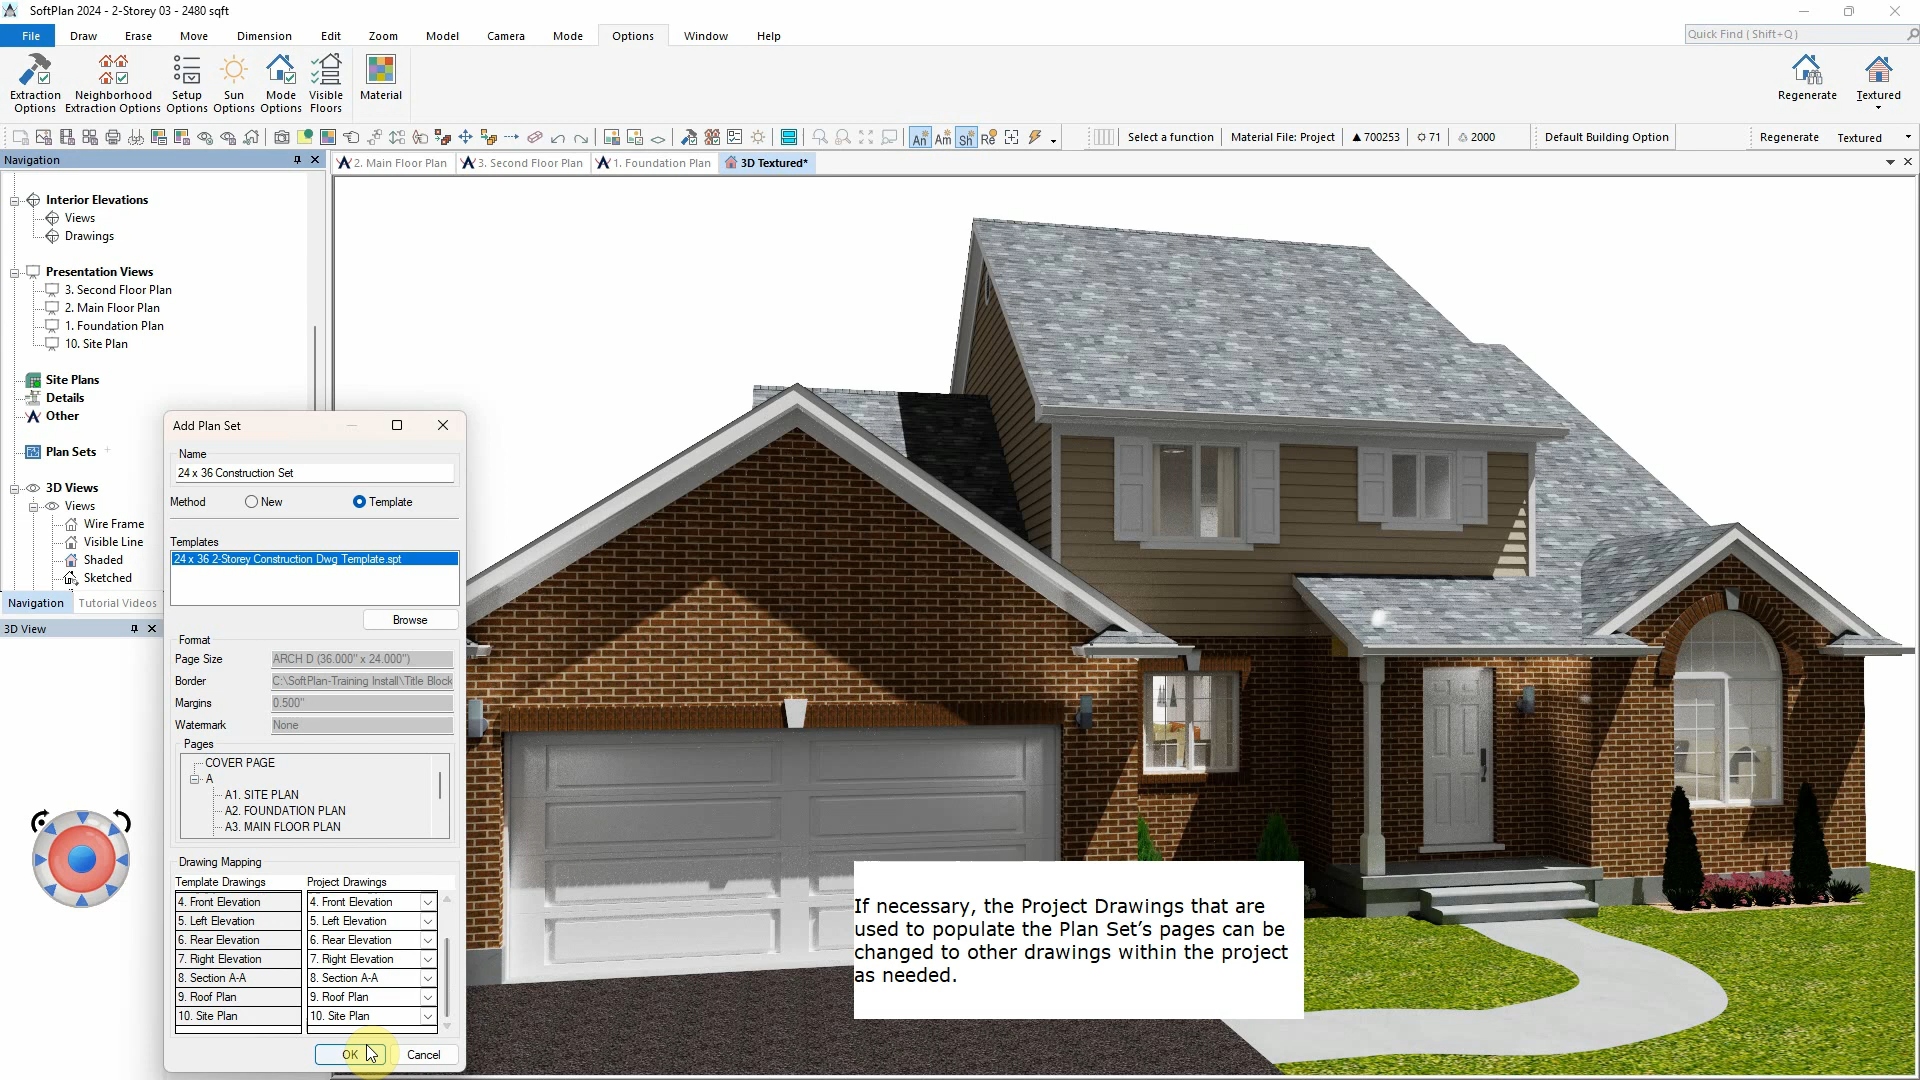 SoftPlan 2024 - 2-Storey 03 - 2480 sqft
File Draw Erase Move Dimension Edit Zoom Model Camera Mode Options Window Help
Quick Find ( Shift+Q )
Extraction Options
Neighborhood Extraction Options
Setup Options
Sun Options
Mode Options
Visible Floors
Material
Regenerate
Textured
An Am Sh Re
Select a function
Material File: Project
700253
71
2000
Default Building Option
Regenerate
Textured
Navigation
2. Main Floor Plan
3. Second Floor Plan
1. Foundation Plan
3D Textured*
Interior Elevations
Views
Drawings
Presentation Views
3. Second Floor Plan
2. Main Floor Plan
1. Foundation Plan
10. Site Plan
Site Plans
Details
Other
Plan Sets
3D Views
Views
Wire Frame
Visible Line
Shaded
Sketched
Navigation
Tutorial Videos
3D View
Add Plan Set
Name
24 x 36 Construction Set
Method New Template
Templates
24 x 36 2-Storey Construction Dwg Template.spt
Browse
Format
Page Size ARCH D (36.000" x 24.000")
Border C:\SoftPlan-Training Install\Title Block
Margins 0.500"
Watermark None
Pages
COVER PAGE
A
A1. SITE PLAN
A2. FOUNDATION PLAN
A3. MAIN FLOOR PLAN
Drawing Mapping
Template Drawings Project Drawings
4. Front Elevation 4. Front Elevation
5. Left Elevation 5. Left Elevation
6. Rear Elevation 6. Rear Elevation
7. Right Elevation 7. Right Elevation
8. Section A-A 8. Section A-A
9. Roof Plan 9. Roof Plan
10. Site Plan 10. Site Plan
OK Cancel
If necessary, the Project Drawings that are
used to populate the Plan Set's pages can be
changed to other drawings within the project
as needed.